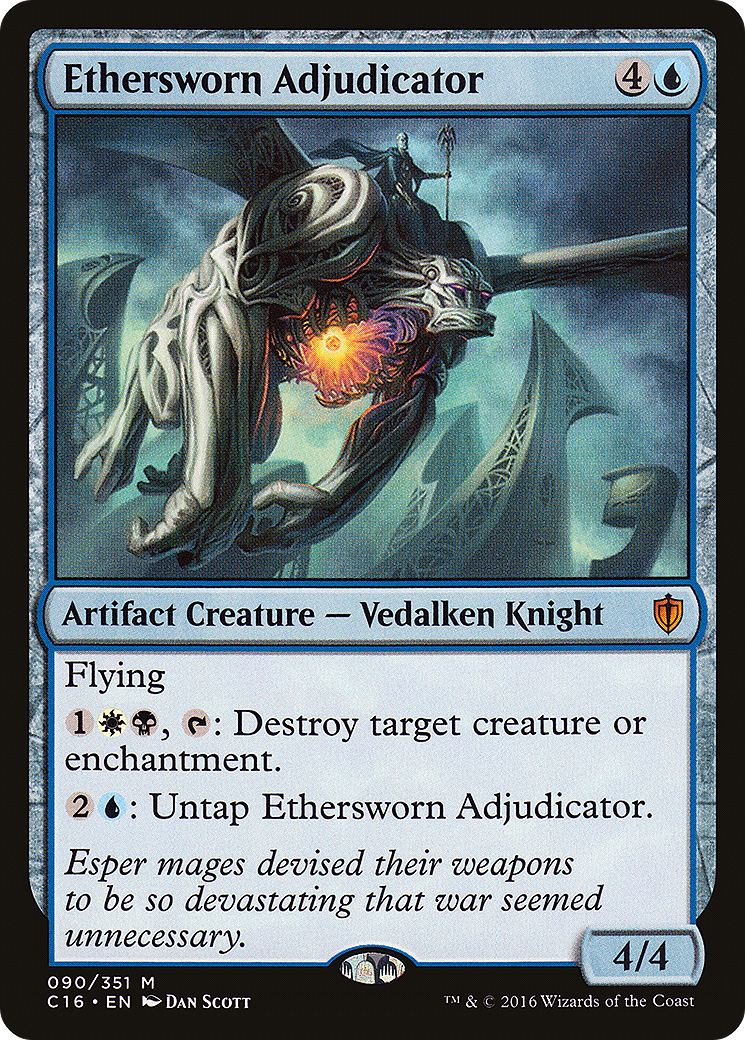 Ethersworn Adjudicator 4
Artifact Creature — Vedalken Knight
Flying
1, : Destroy target creature or
enchantment.
2: Untap Ethersworn Adjudicator.
Esper mages devised their weapons
to be so devastating that war seemed
unnecessary.
4/4
090/351 M
C16 • EN Dan Scott
™ & © 2016 Wizards of the Coast